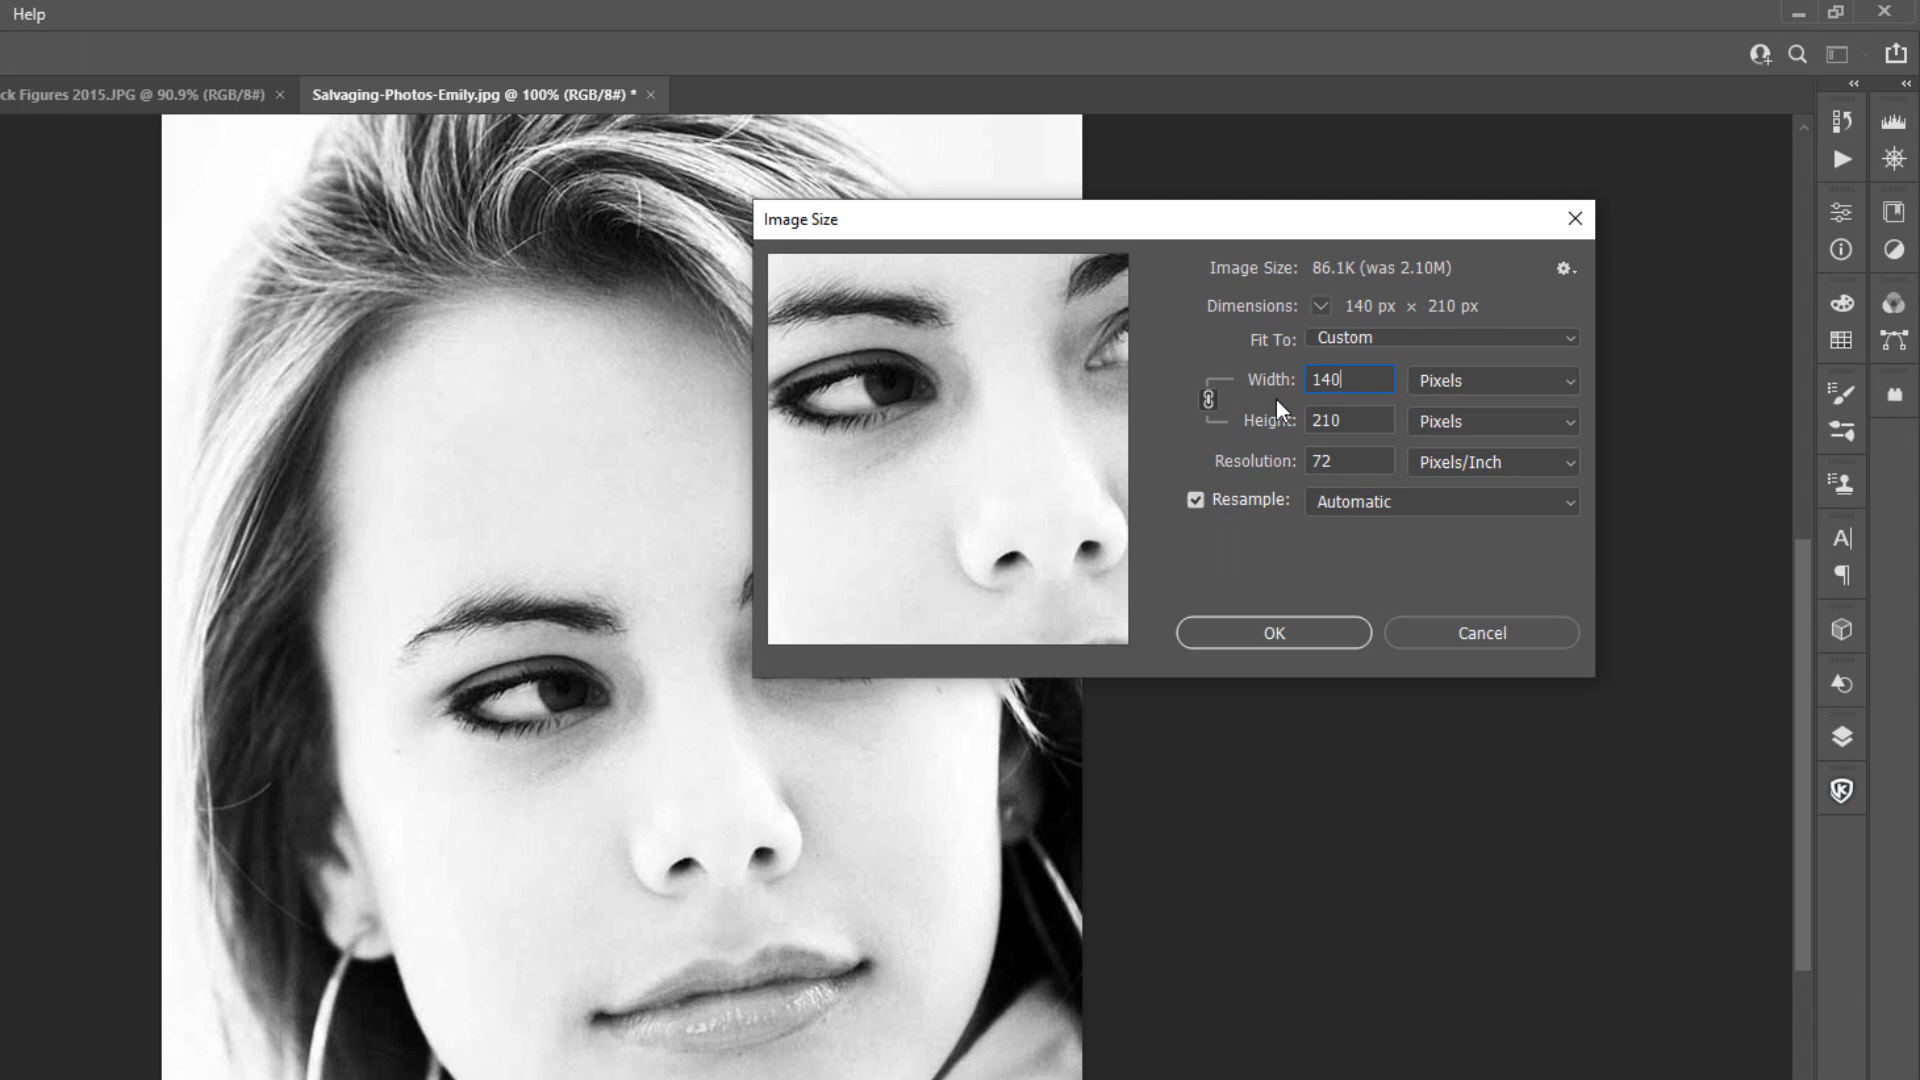 Help
ck Figures 2015.JPG @ 90.9% (RGB/8#) ×
Salvaging-Photos-Emily.jpg @ 100% (RGB/8#) * ×
Image Size
Image Size: 86.1K (was 2.10M)
Dimensions: 140 px × 210 px
Fit To: Custom
Width: 140 Pixels
Height: 210 Pixels
Resolution: 72 Pixels/Inch
Resample: Automatic
OK Cancel